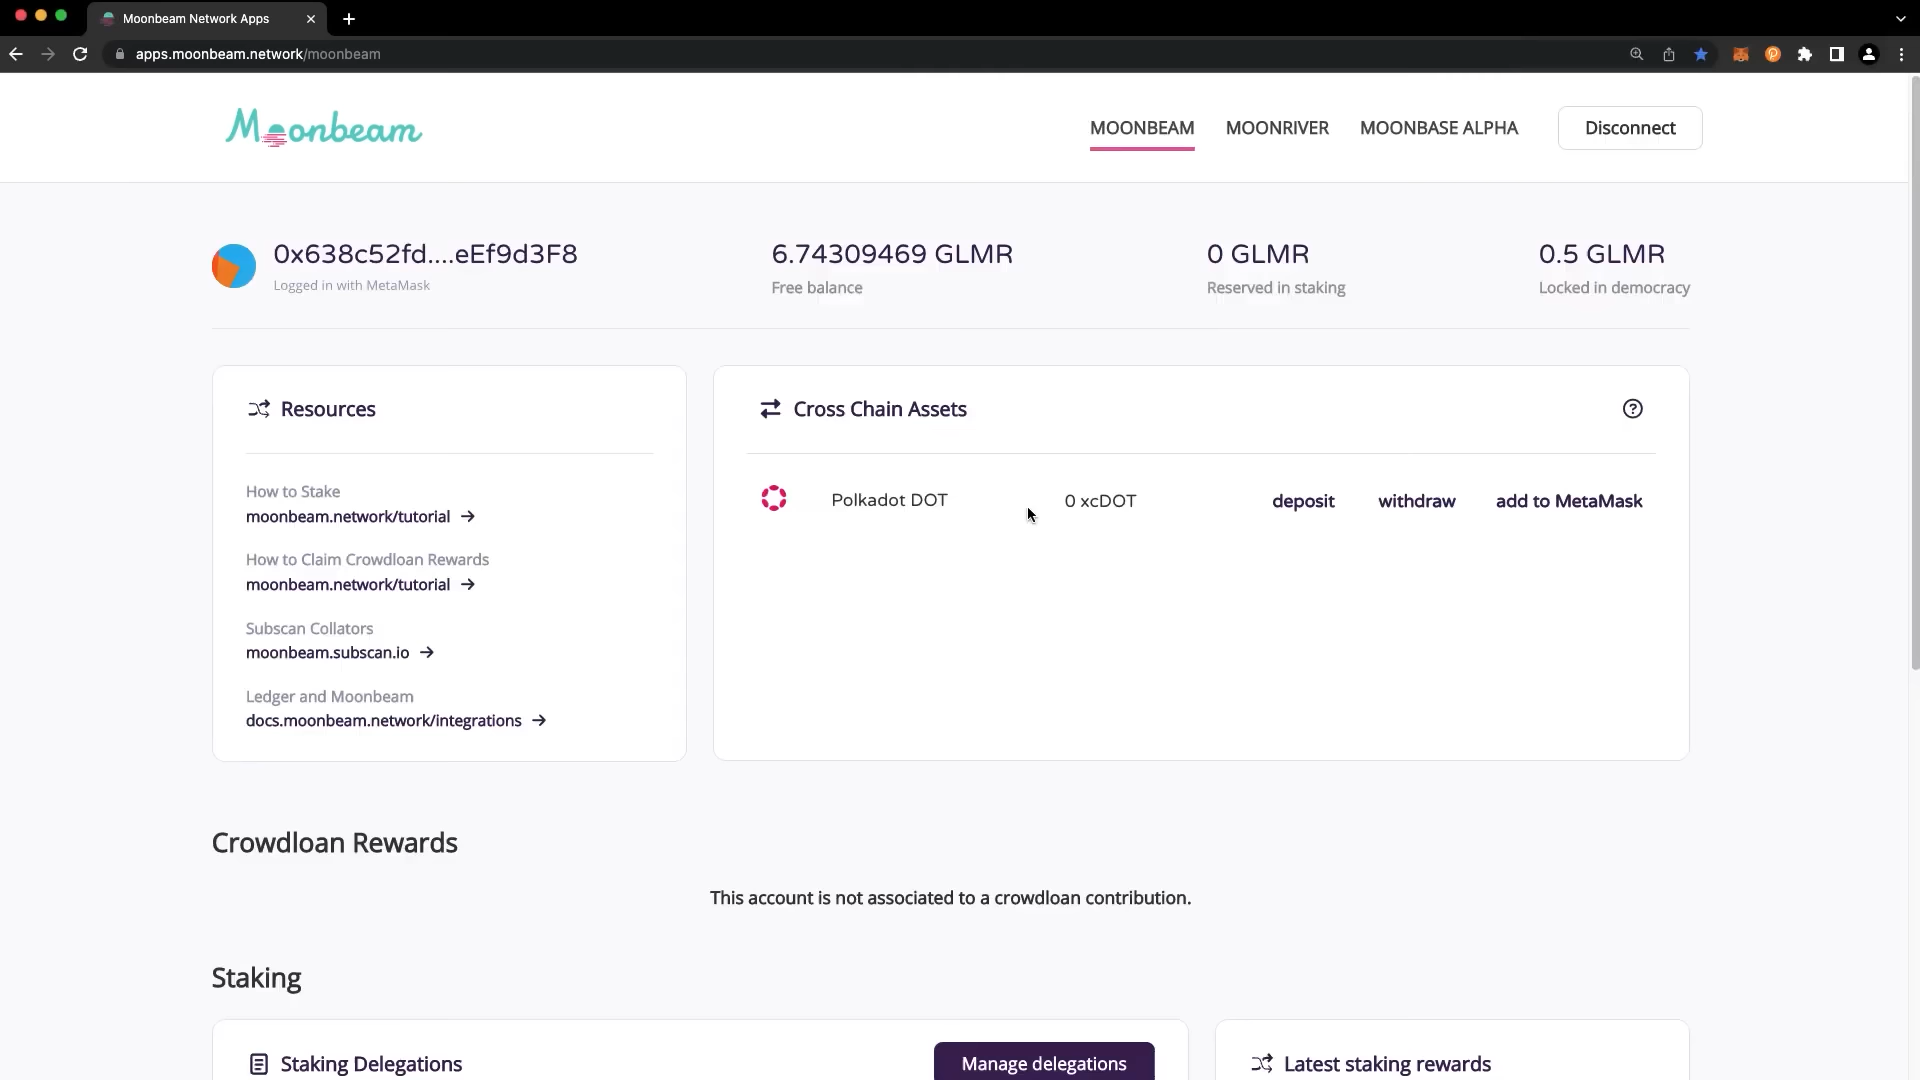 Moonbeam Network Apps
apps.moonbeam.network/moonbeam
Moonbeam
MOONBEAM
MOONRIVER
MOONBASE ALPHA
Disconnect
0x638c52fd....eEf9d3F8
Logged in with MetaMask
6.74309469 GLMR
Free balance
0 GLMR
Reserved in staking
0.5 GLMR
Locked in democracy
Resources
How to Stake
moonbeam.network/tutorial →
How to Claim Crowdloan Rewards
moonbeam.network/tutorial →
Subscan Collators
moonbeam.subscan.io →
Ledger and Moonbeam
docs.moonbeam.network/integrations →
Cross Chain Assets
Polkadot DOT
0 xcDOT
deposit
withdraw
add to MetaMask
Crowdloan Rewards
This account is not associated to a crowdloan contribution.
Staking
Staking Delegations
Manage delegations
Latest staking rewards